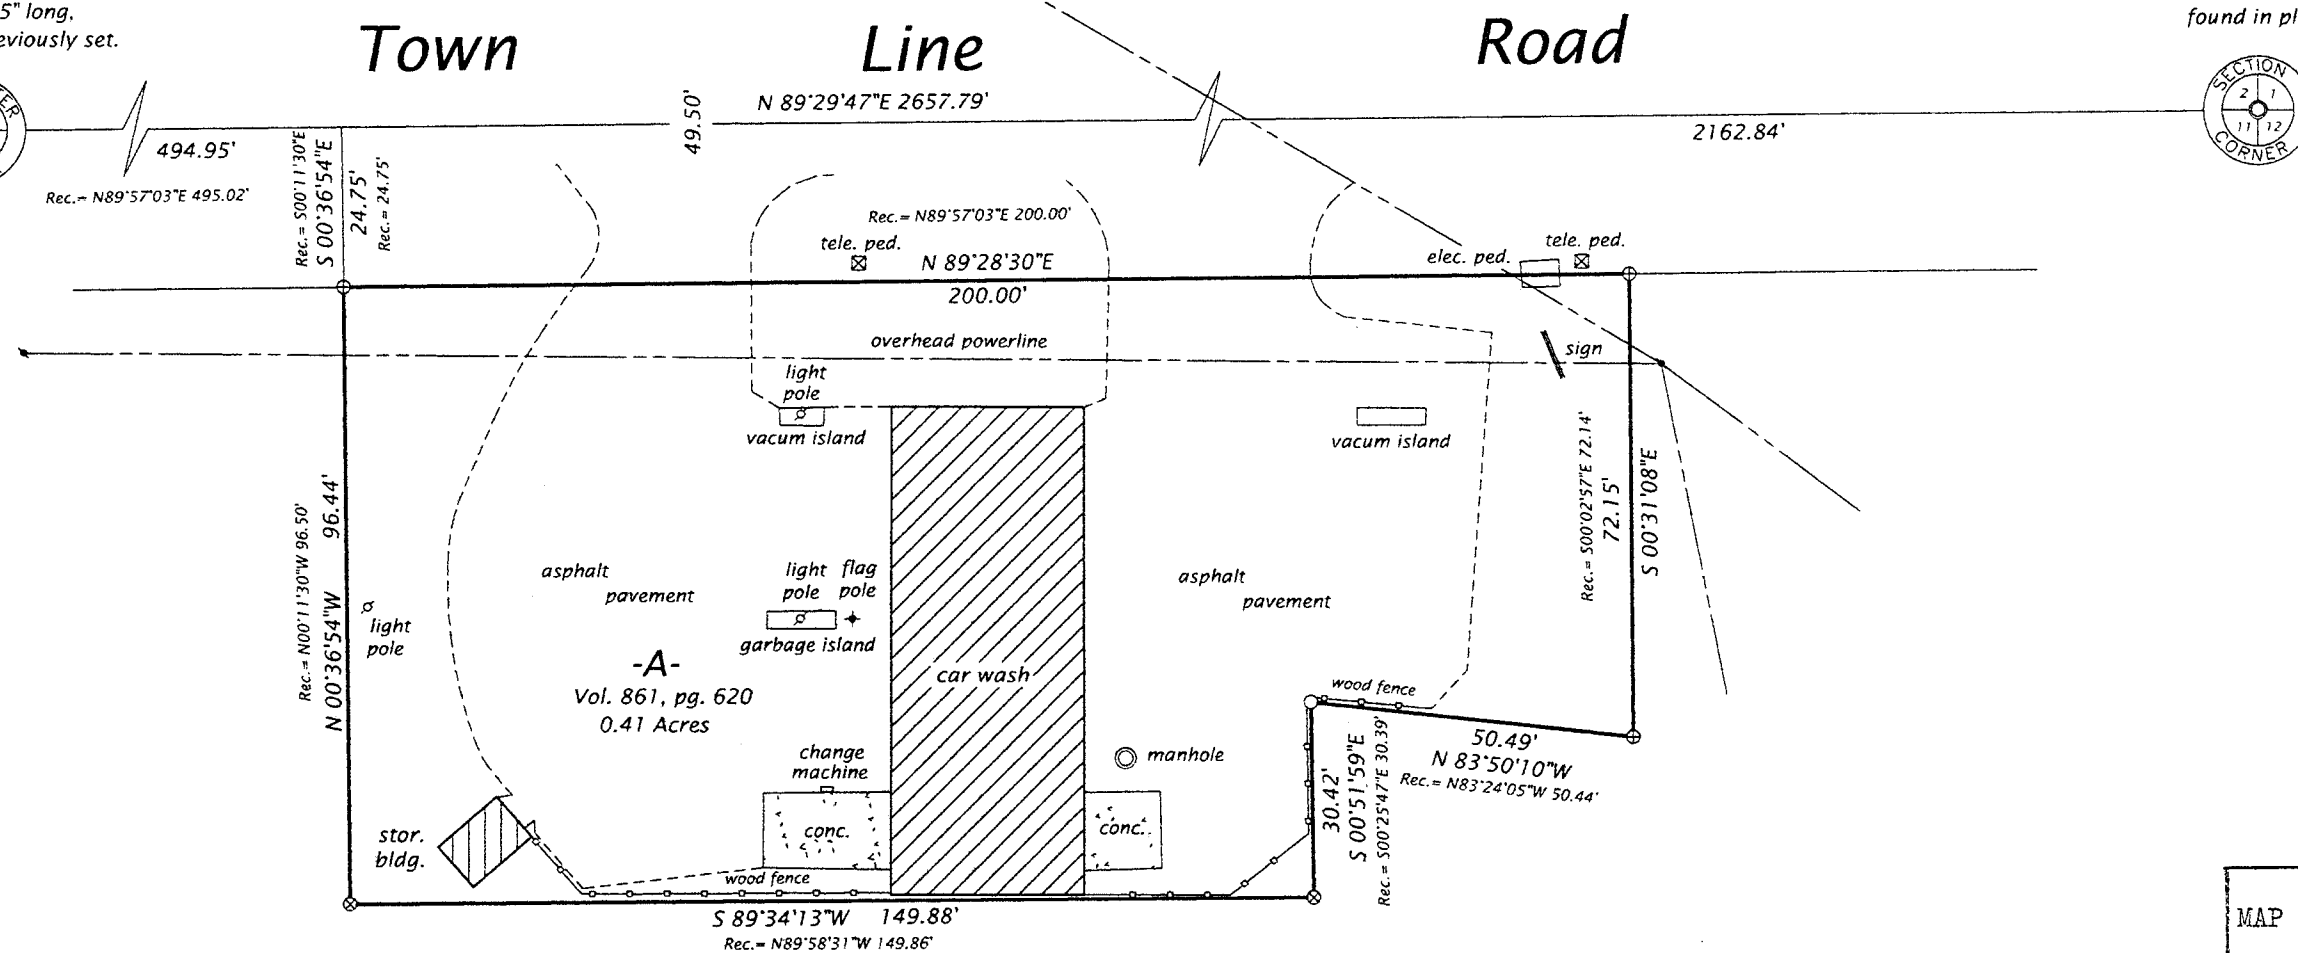 5" long,
eviously set.
Town Line Road
found in pl
N 89°29'47"E 2657.79'
49.50'
494.95'
2162.84'
SECTION
CORNER
2 1
11 12
TER
Rec.= N89°57'03"E 495.02'
Rec.= S00°11'30"E
S 00°36'54"E
24.75'
Rec.= 24.75'
Rec.= N89°57'03"E 200.00'
tele. ped.
N 89°28'30"E
200.00'
elec. ped.
tele. ped.
overhead powerline
sign
light
pole
vacum island
vacum island
Rec.= N00°11'30"W 96.50'
N 00°36'54"W 96.44'
Rec.= S00°02'57"E 72.14'
72.15'
S 00°31'08"E
asphalt
pavement
light
pole
flag
pole
garbage island
asphalt
pavement
light
pole
-A-
Vol. 861, pg. 620
0.41 Acres
car wash
wood fence
change
machine
manhole
50.49'
N 83°50'10"W
Rec.= N83°24'05"W 50.44'
30.42'
S 00°51'59"E
Rec.= S00°25'47"E 30.39'
stor.
bldg.
conc.
conc.
wood fence
S 89°34'13"W 149.88'
Rec.= N89°58'31"W 149.86'
MAP